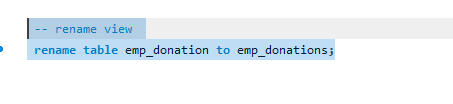 -- rename view
rename table emp_donation to emp_donations;